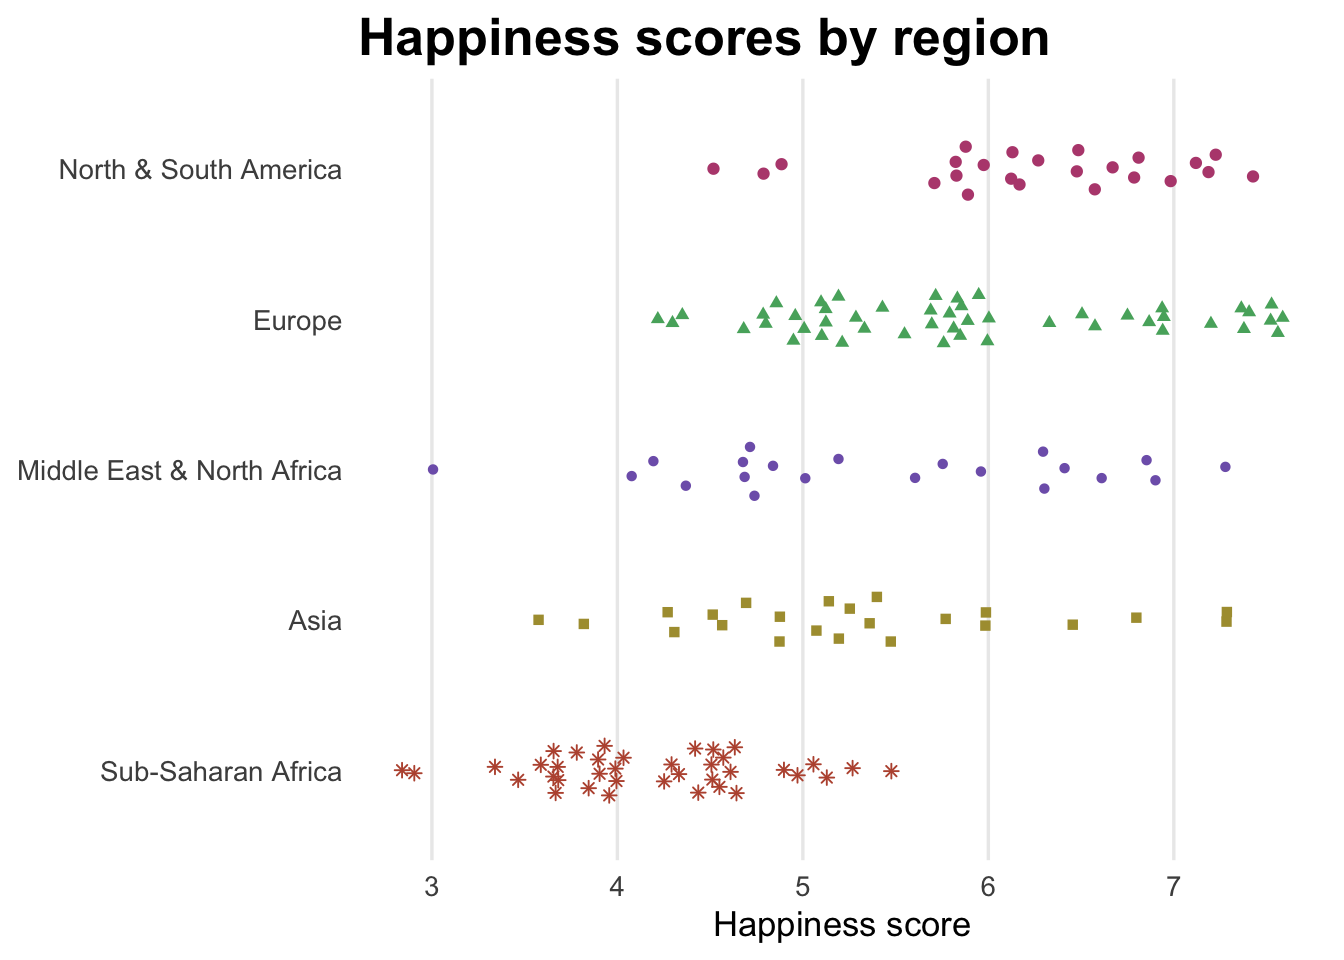 Happiness scores by region
North & South America
Europe
Middle East & North Africa
Asia
Sub-Saharan Africa
3 4 5 6 7
Happiness score